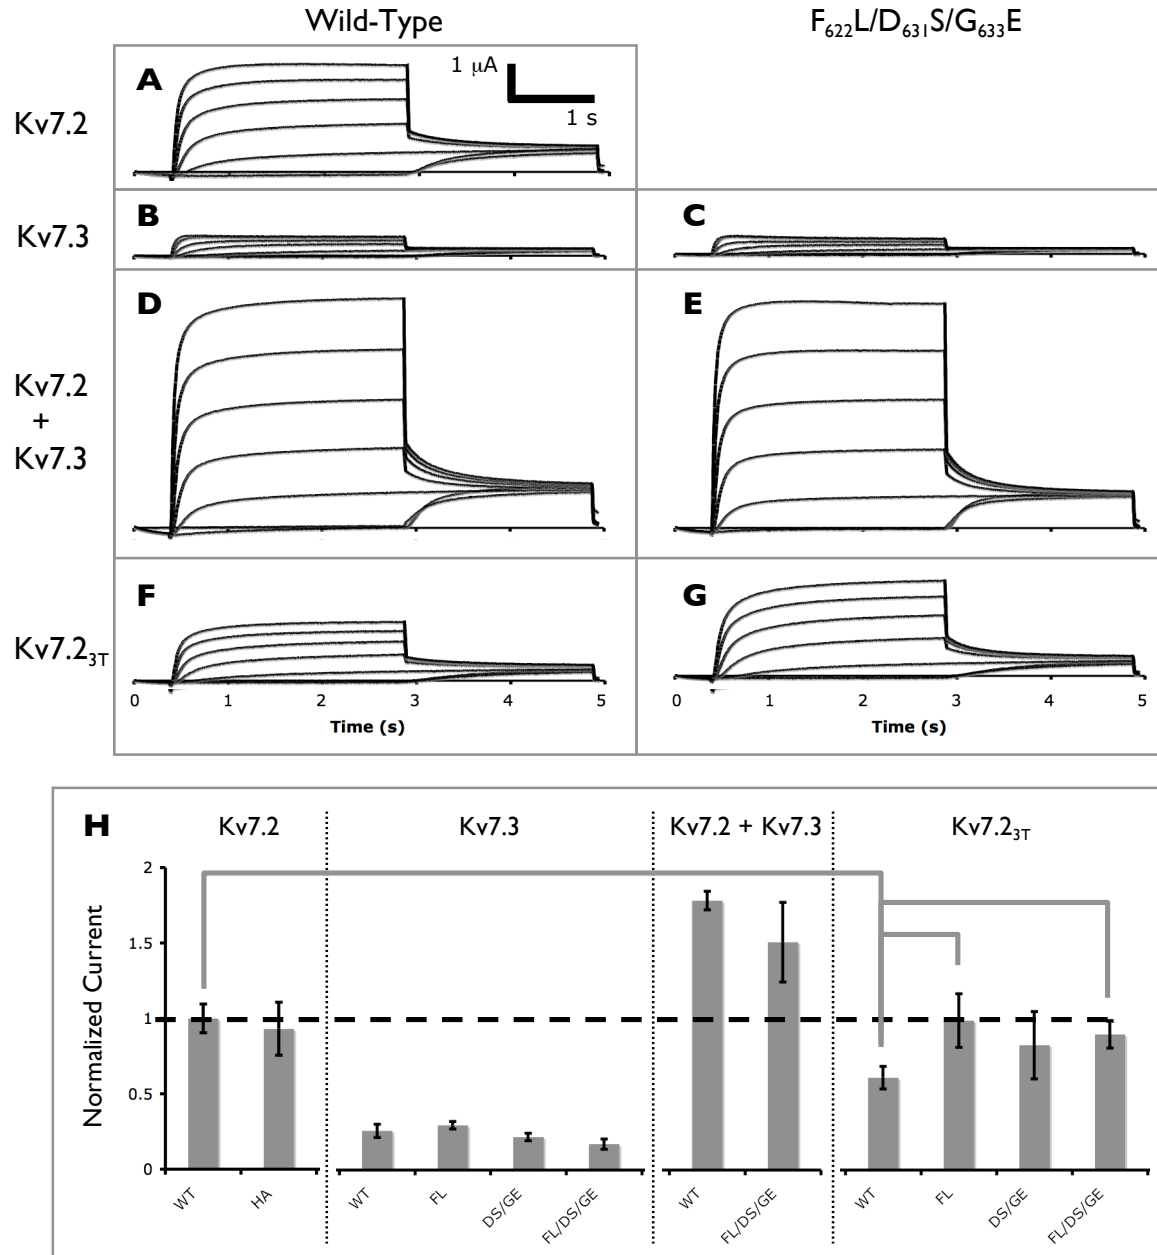 Wild-Type
F₆₂₂L/D₆₃₁S/G₆₃₃E
Kv7.2
A
1 μA
1 s
Kv7.3
B
C
Kv7.2
+
Kv7.3
D
E
Kv7.2₃T
F
G
0 1 2 3 4 5
Time (s)
0 1 2 3 4 5
Time (s)
H
Kv7.2
Kv7.3
Kv7.2 + Kv7.3
Kv7.2₃T
Normalized Current
2
1.5
1
0.5
0
WT
HA
WT
FL
DS/GE
FL/DS/GE
WT
FL/DS/GE
WT
FL
DS/GE
FL/DS/GE